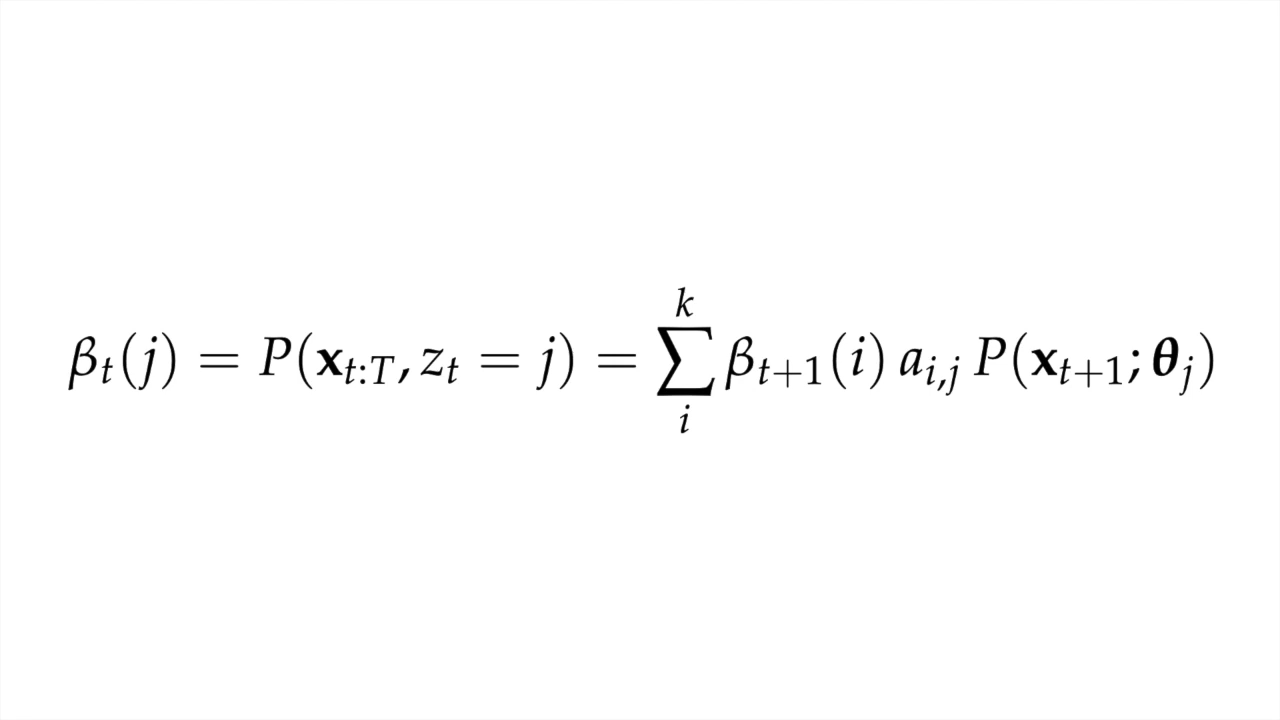 β_t(j) = P(𝐱_{t:T}, z_t = j) = ∑_i^k β_{t+1}(i) a_{i,j} P(𝐱_{t+1}; 𝛉_j)